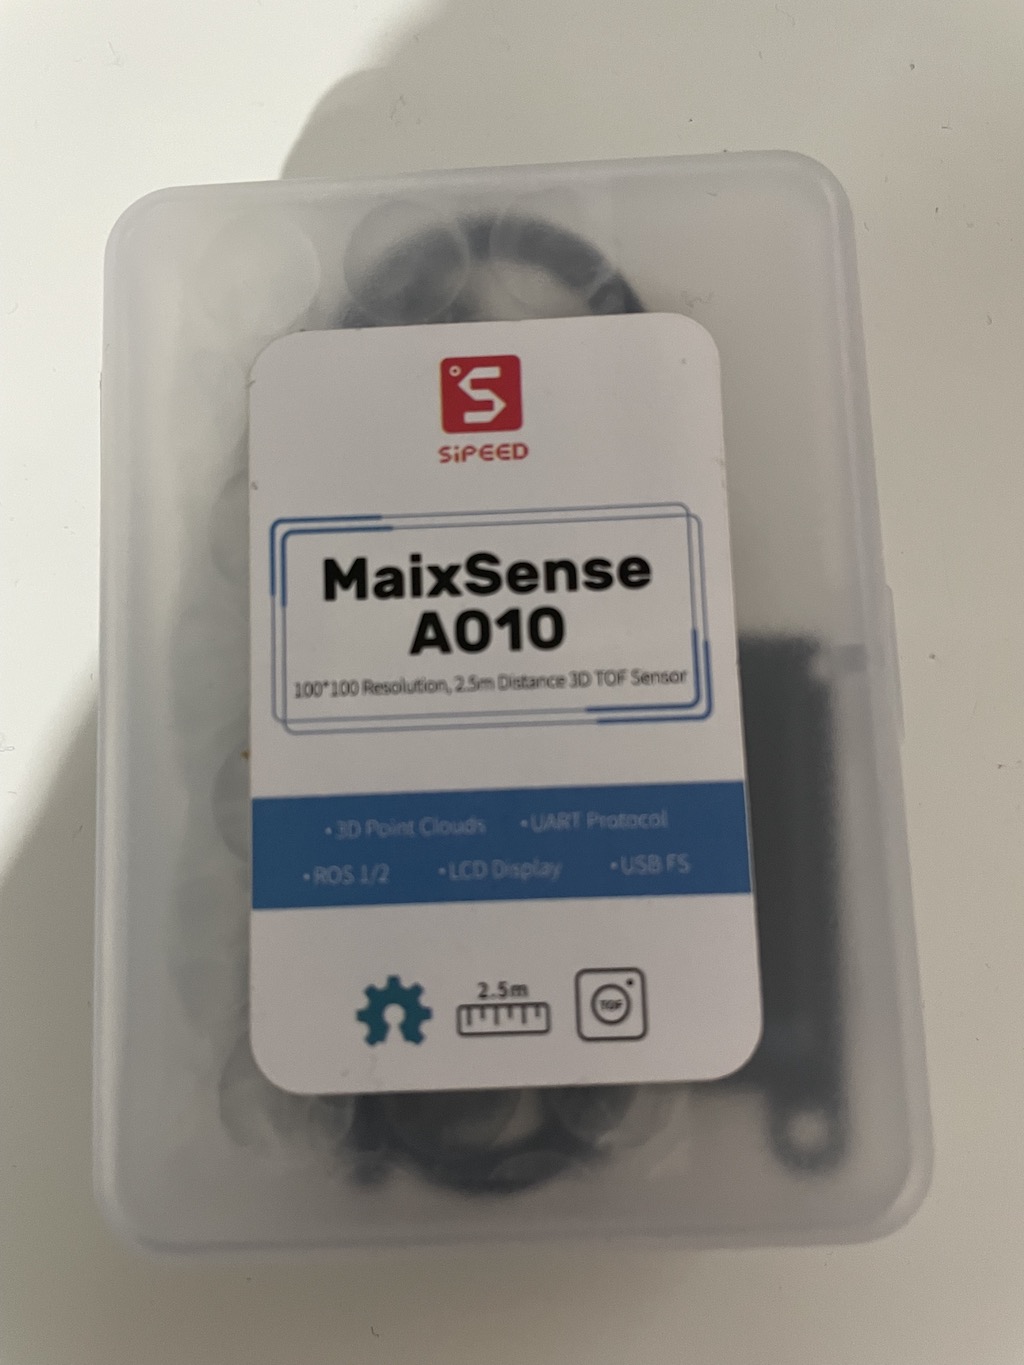 SiPEED
MaixSense
A010
100*100 Resolution, 2.5m Distance 3D TOF Sensor
•3D Point Clouds •UART Protocol
•ROS 1/2 •LCD Display •USB FS
2.5m
TOF